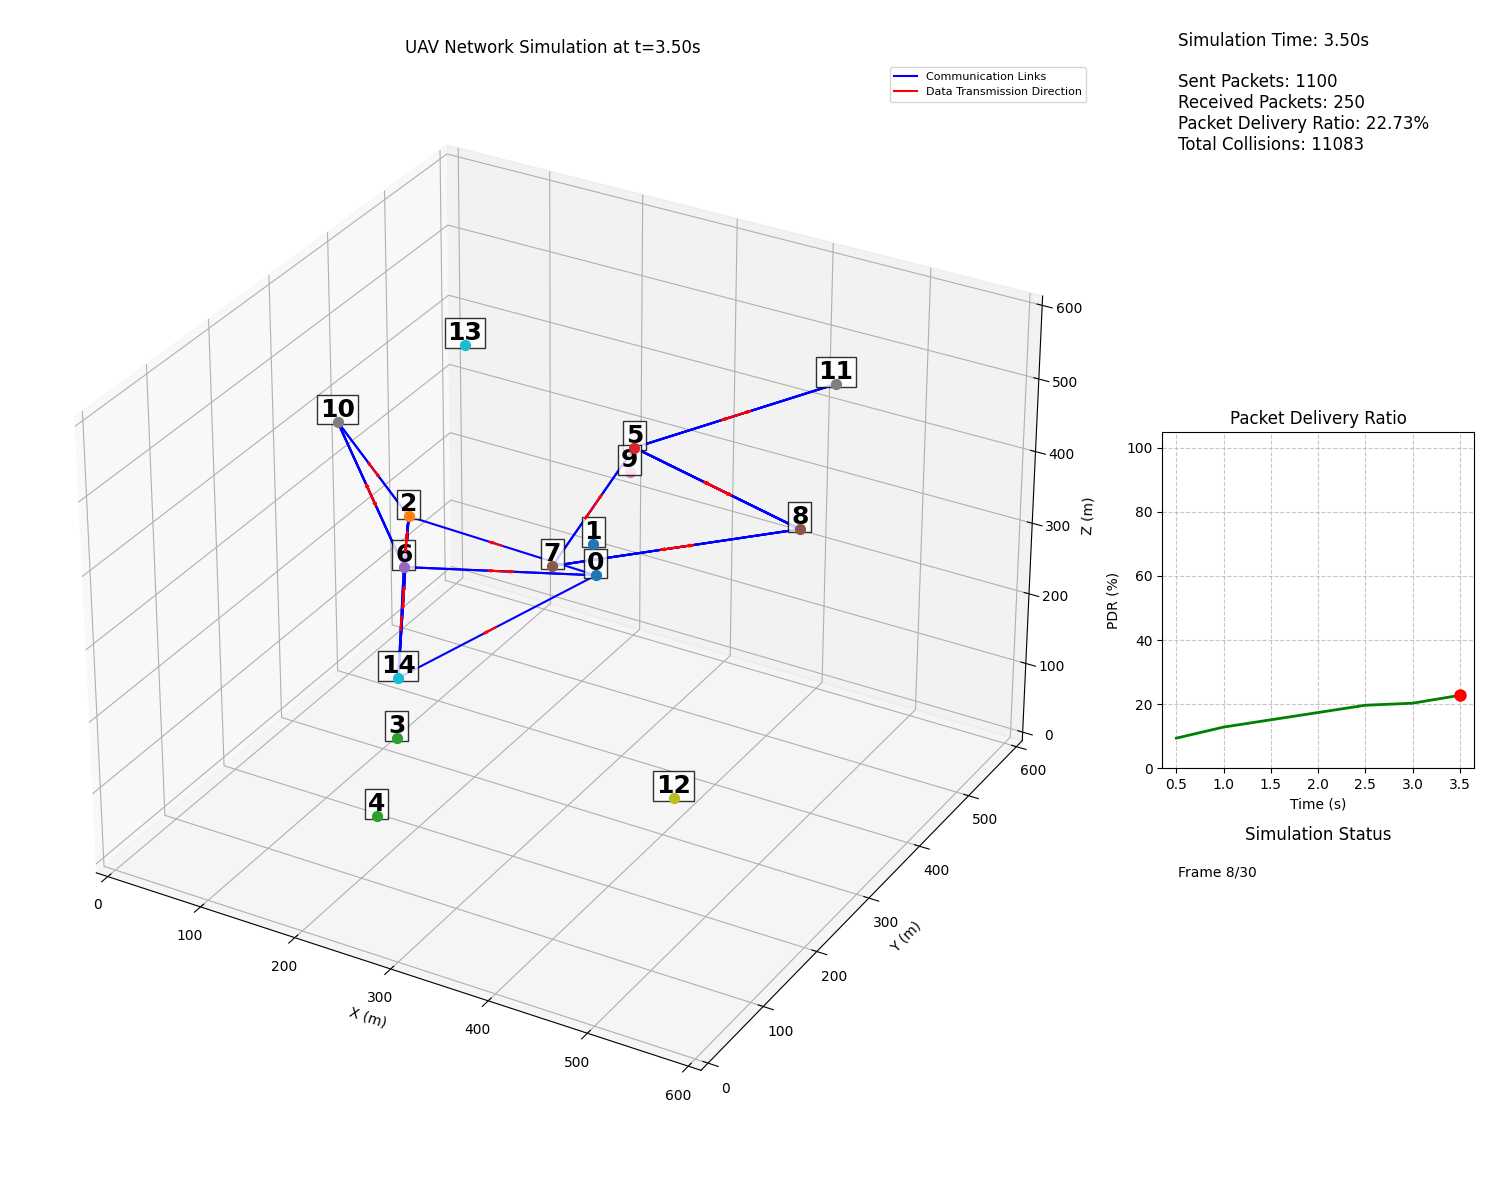 UAV Network Simulation at t=3.50s
Communication Links
Data Transmission Direction
Simulation Time: 3.50s
Sent Packets: 1100
Received Packets: 250
Packet Delivery Ratio: 22.73%
Total Collisions: 11083
13
11
10
5
9
2
8
1
7
6
0
14
3
12
4
600
500
400
300
200
100
0
Z (m)
600
500
400
300
200
100
0
Y (m)
0
100
200
300
400
500
600
X (m)
Packet Delivery Ratio
100
80
60
40
20
0
PDR (%)
0.5 1.0 1.5 2.0 2.5 3.0 3.5
Time (s)
Simulation Status
Frame 8/30